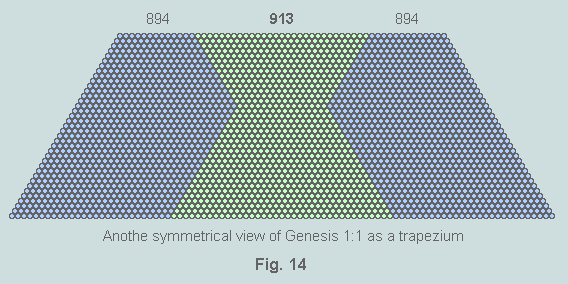 894 913 894
Anothe symmetrical view of Genesis 1:1 as a trapezium
Fig. 14